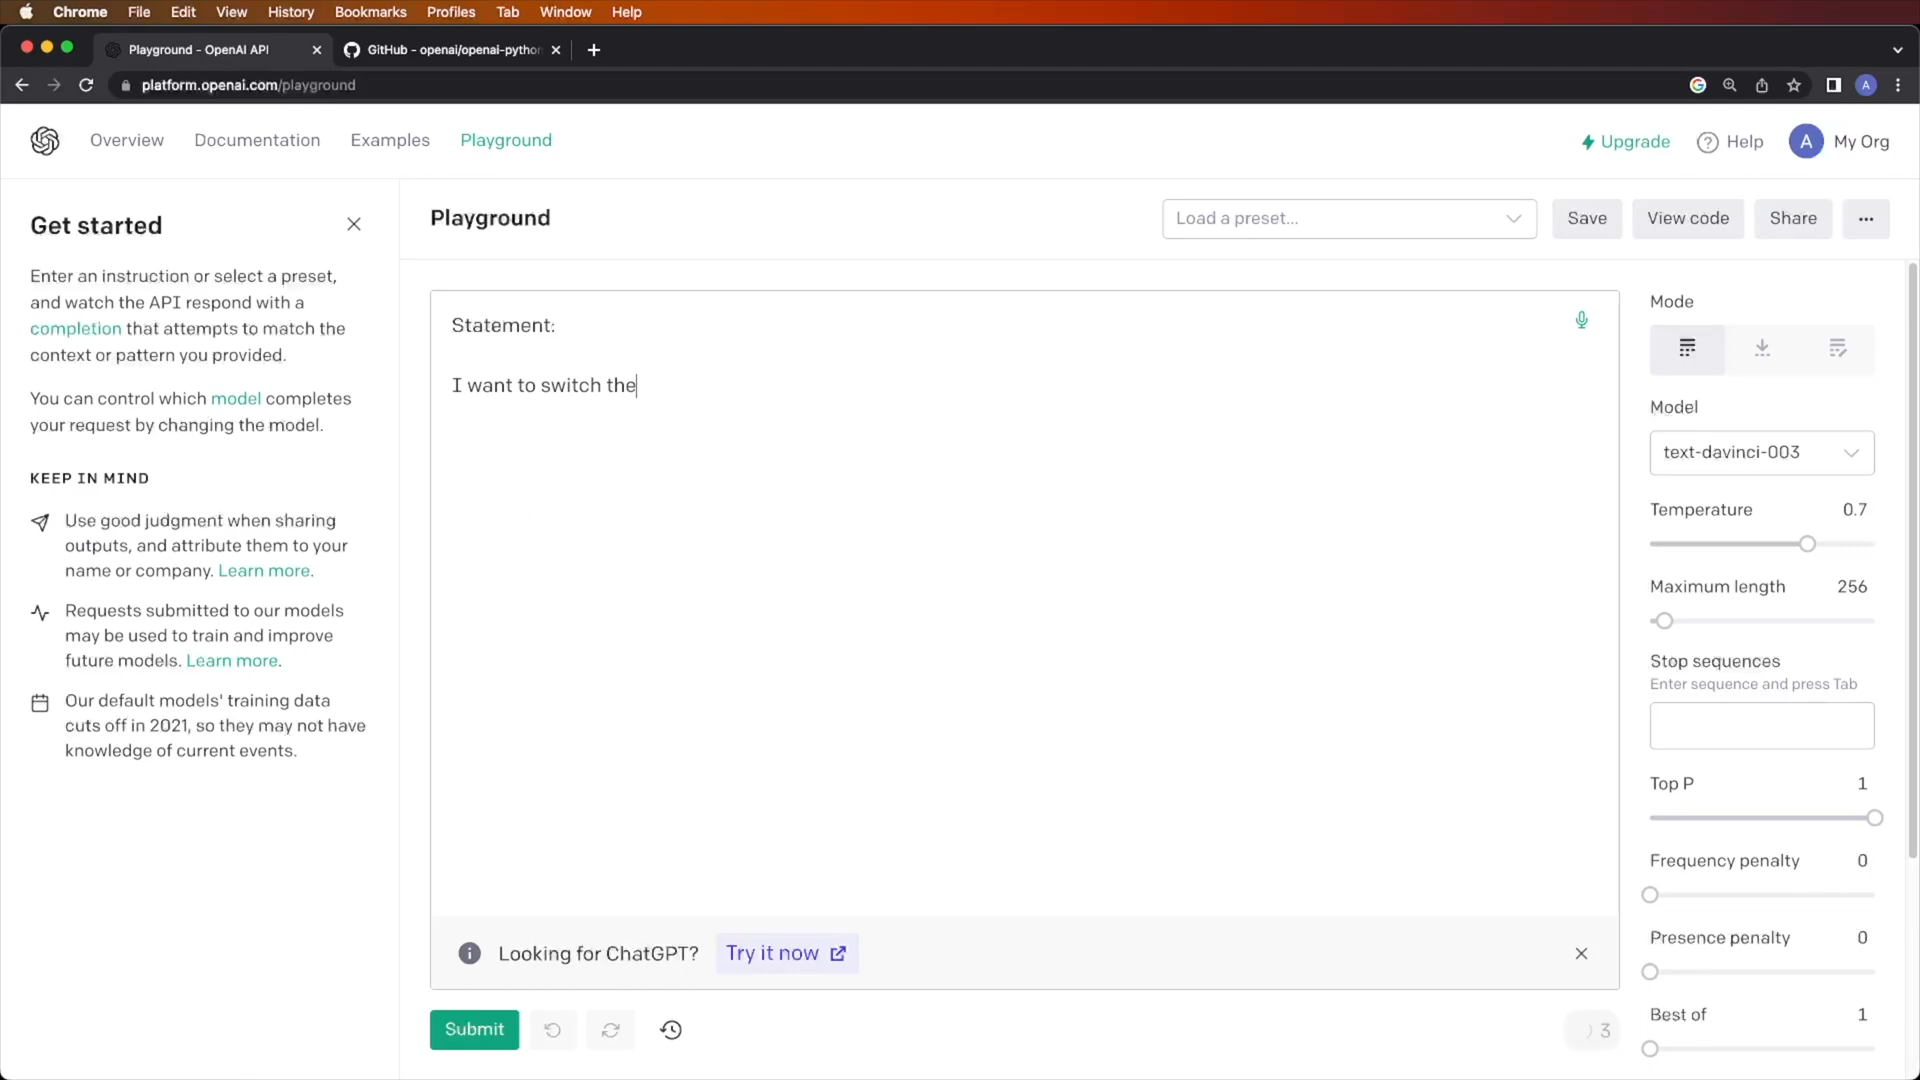 Chrome File Edit View History Bookmarks Profiles Tab Window Help
Playground - OpenAI API
GitHub - openai/openai-python
platform.openai.com/playground
A
Overview Documentation Examples Playground
Upgrade Help A My Org
Get started
Enter an instruction or select a preset,
and watch the API respond with a
completion that attempts to match the
context or pattern you provided.
You can control which model completes
your request by changing the model.
KEEP IN MIND
Use good judgment when sharing
outputs, and attribute them to your
name or company. Learn more.
Requests submitted to our models
may be used to train and improve
future models. Learn more.
Our default models' training data
cuts off in 2021, so they may not have
knowledge of current events.
Playground
Load a preset...
Save
View code
Share
Statement:
I want to switch the
Looking for ChatGPT? Try it now
Submit
3
Mode
Model
text-davinci-003
Temperature 0.7
Maximum length 256
Stop sequences
Enter sequence and press Tab
Top P 1
Frequency penalty 0
Presence penalty 0
Best of 1